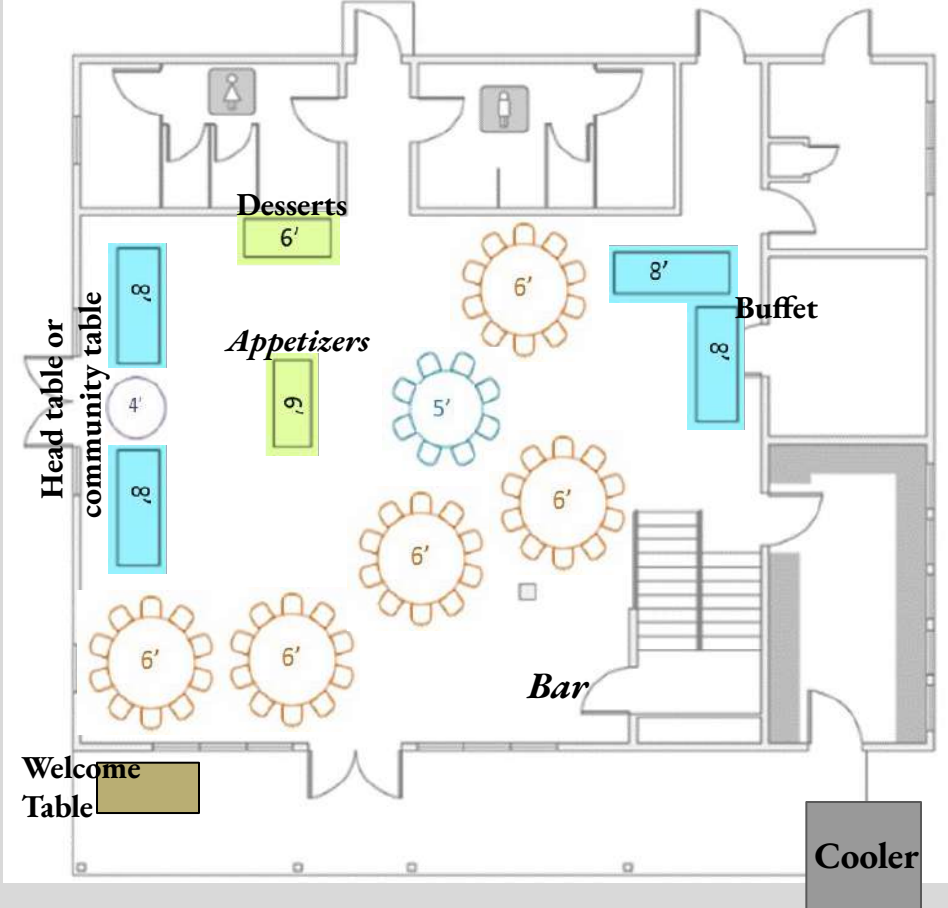 Desserts
6'
8'
6'
8'
Buffet
Appetizers
8'
6'
5'
4'
Head table or
community table
8'
6'
6'
6'
6'
Bar
Welcome
Table
Cooler